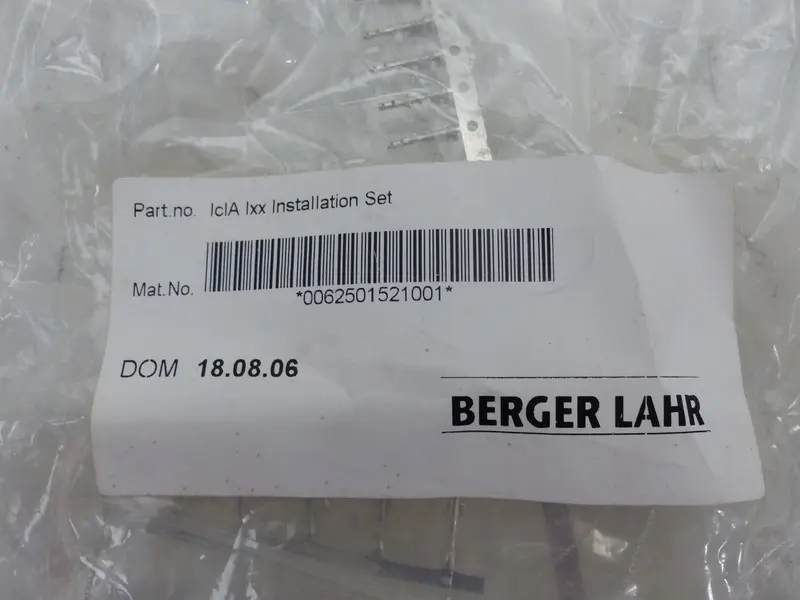 Part.no. IclA Ixx Installation Set
Mat.No.
*0062501521001*
DOM 18.08.06
BERGER LAHR